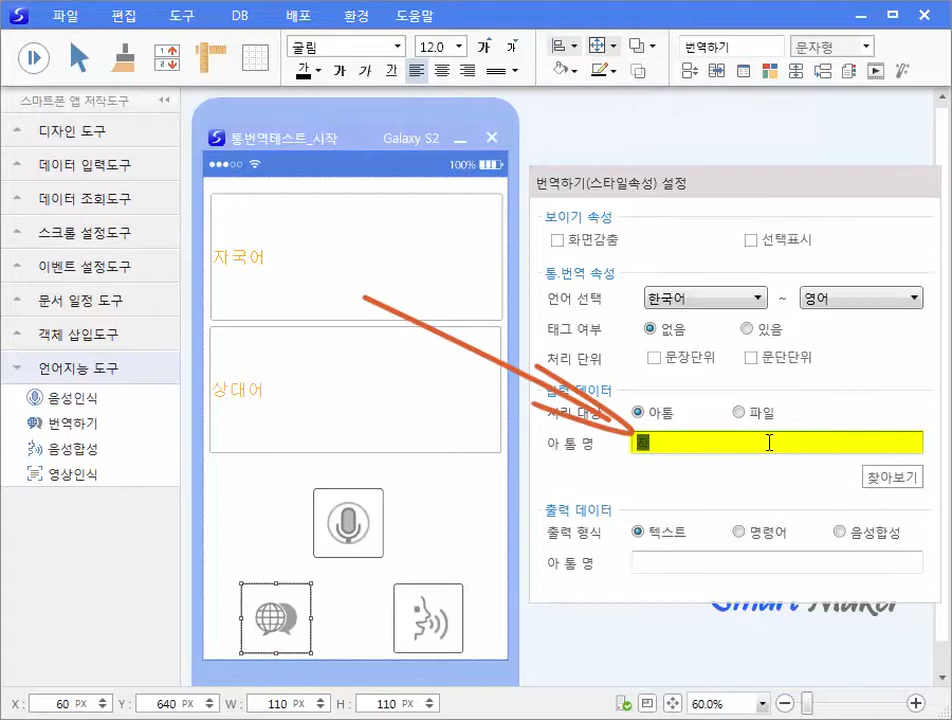 파일 편집 도구 DB 배포 환경 도움말
굴림 12.0 가 가 번역하기 문자형
가 가 가 가
스마트폰 앱 저작도구
디자인 도구
데이터 입력도구
데이터 조회도구
스크롤 설정도구
이벤트 설정도구
문서 일정 도구
객체 삽입도구
언어지능 도구
음성인식
번역하기
음성합성
영상인식
통번역테스트_시작 Galaxy S2
100%
자국어
상대어
번역하기(스타일속성) 설정
보이기 속성
화면감춤 선택표시
통.번역 속성
언어 선택 한국어 ~ 영어
태그 여부 없음 있음
처리 단위 문장단위 문단단위
입력 데이터
처리 대상 아톰 파일
아 톰 명
찾아보기
출력 데이터
출력 형식 텍스트 명령어 음성합성
아 톰 명
Smart Maker
X : 60 PX Y : 640 PX W : 110 PX H : 110 PX 60.0%